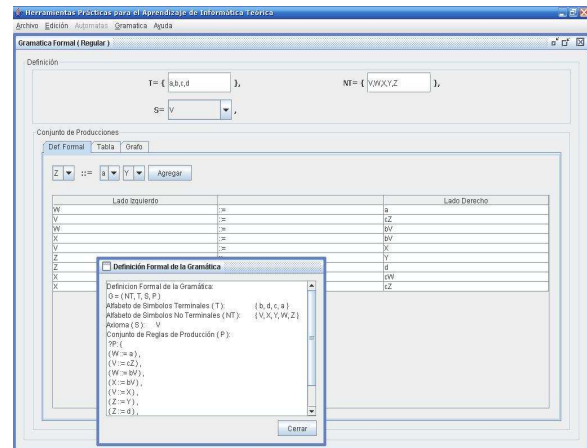 Herramientas Prácticas para el Aprendizaje de Informática Teórica
Archivo Edición Automatas Gramatica Ayuda
Gramatica Formal ( Regular )
Definición
T= { a,b,c,d },
NT= { V,W,X,Y,Z },
S= V ,
Conjunto de Producciones
Def Formal Tabla Grafo
Z ::= a Y Agregar
Lado Izquierdo Lado Derecho
W ::= a
V ::= cZ
W ::= bV
X ::= bV
V ::= X
Z Y
Z d
X cW
X cZ
Definición Formal de la Gramática
Definicion Formal de la Gramática:
G = ( NT, T, S, P )
Alfabeto de Simbolos Terminales ( T ): { b, d, c, a }
Alfabeto de Simbolos No Terminales ( NT ): { V, X, Y, W, Z }
Axioma ( S ): V
Conjunto de Reglas de Producción ( P ):
?P: {
( W ::= a ) ,
( V ::= cZ ) ,
( W ::= bV ) ,
( X ::= bV ) ,
( V ::= X ) ,
( Z ::= Y ) ,
( Z ::= d ) ,
Cerrar